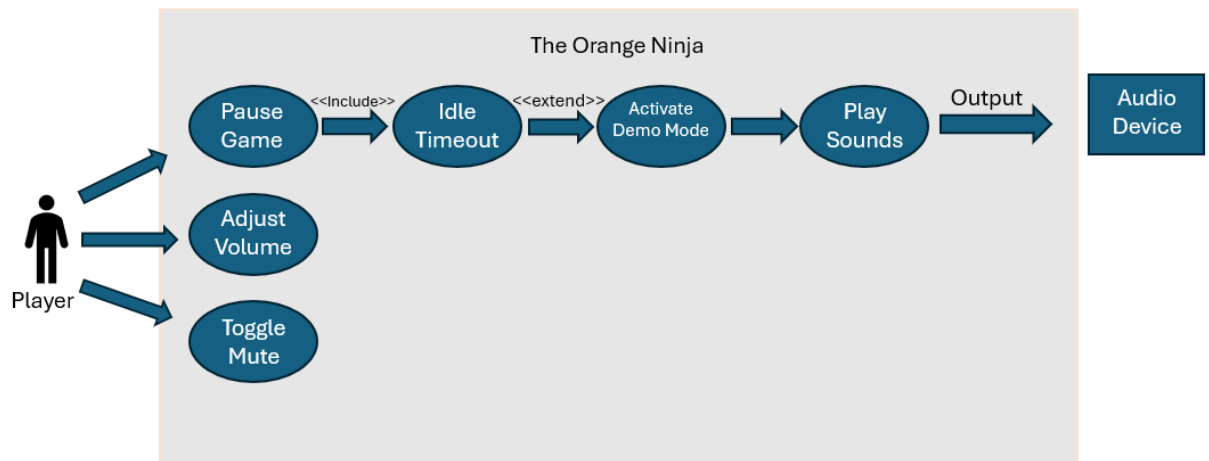 The Orange Ninja
Pause
Game
<<Include>>
Idle
Timeout
<<extend>>
Activate
Demo Mode
Play
Sounds
Output
Audio
Device
Adjust
Volume
Player
Toggle
Mute